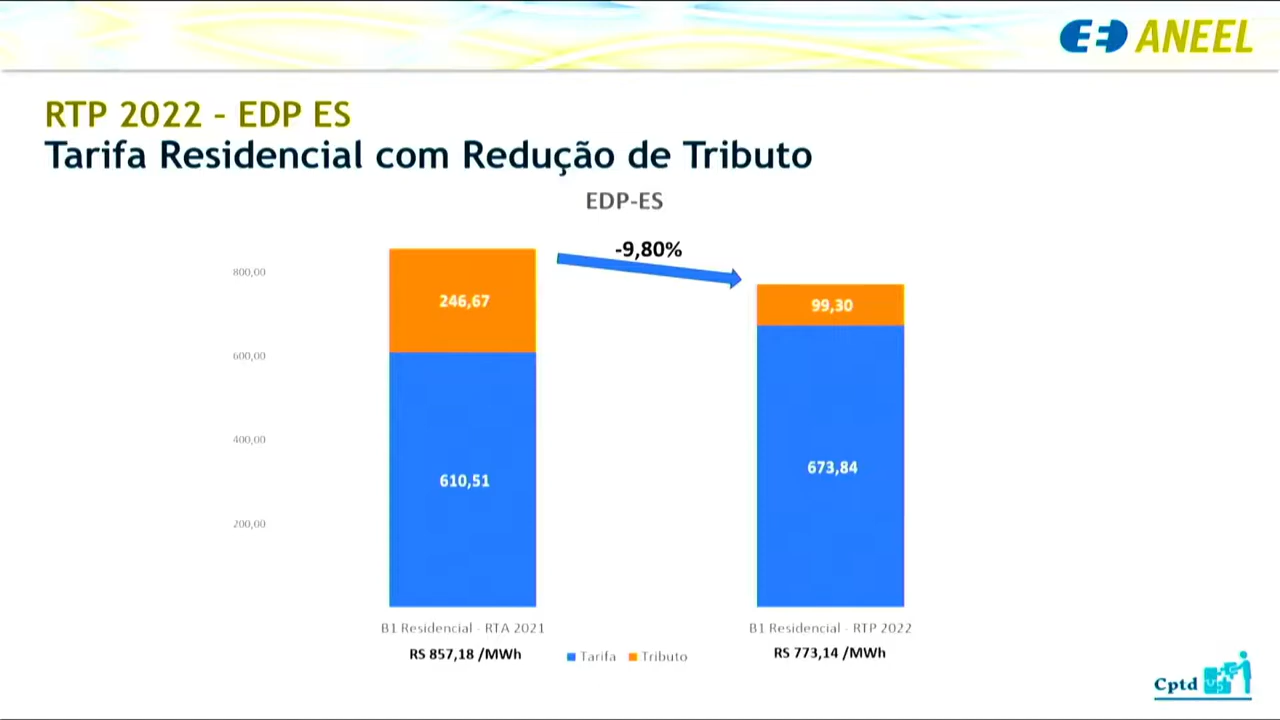 ANEEL
RTP 2022 - EDP ES
Tarifa Residencial com Redução de Tributo
EDP-ES
-9,80%
800,00
600,00
400,00
200,00
246,67
610,51
99,30
673,84
B1 Residencial - RTA 2021
B1 Residencial - RTP 2022
R$ 857,18 /MWh
Tarifa Tributo
R$ 773,14 /MWh
Cptd